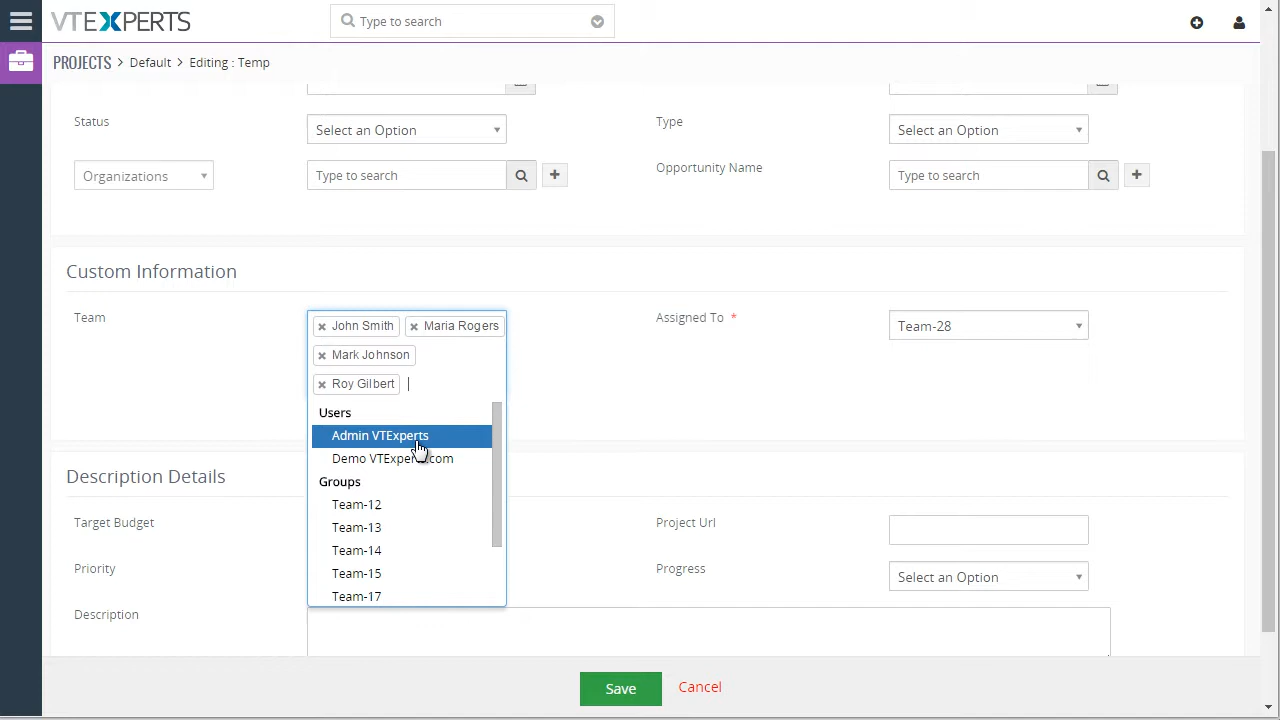 VTEXPERTS
Type to search
PROJECTS > Default > Editing : Temp
Status
Select an Option
Type
Select an Option
Organizations
Type to search
Opportunity Name
Type to search
Custom Information
Team
John Smith
Maria Rogers
Mark Johnson
Roy Gilbert
Assigned To *
Team-28
Users
Admin VTExperts
Demo VTExperts.com
Groups
Team-12
Team-13
Team-14
Team-15
Team-17
Description Details
Target Budget
Project Url
Priority
Progress
Select an Option
Description
Save
Cancel